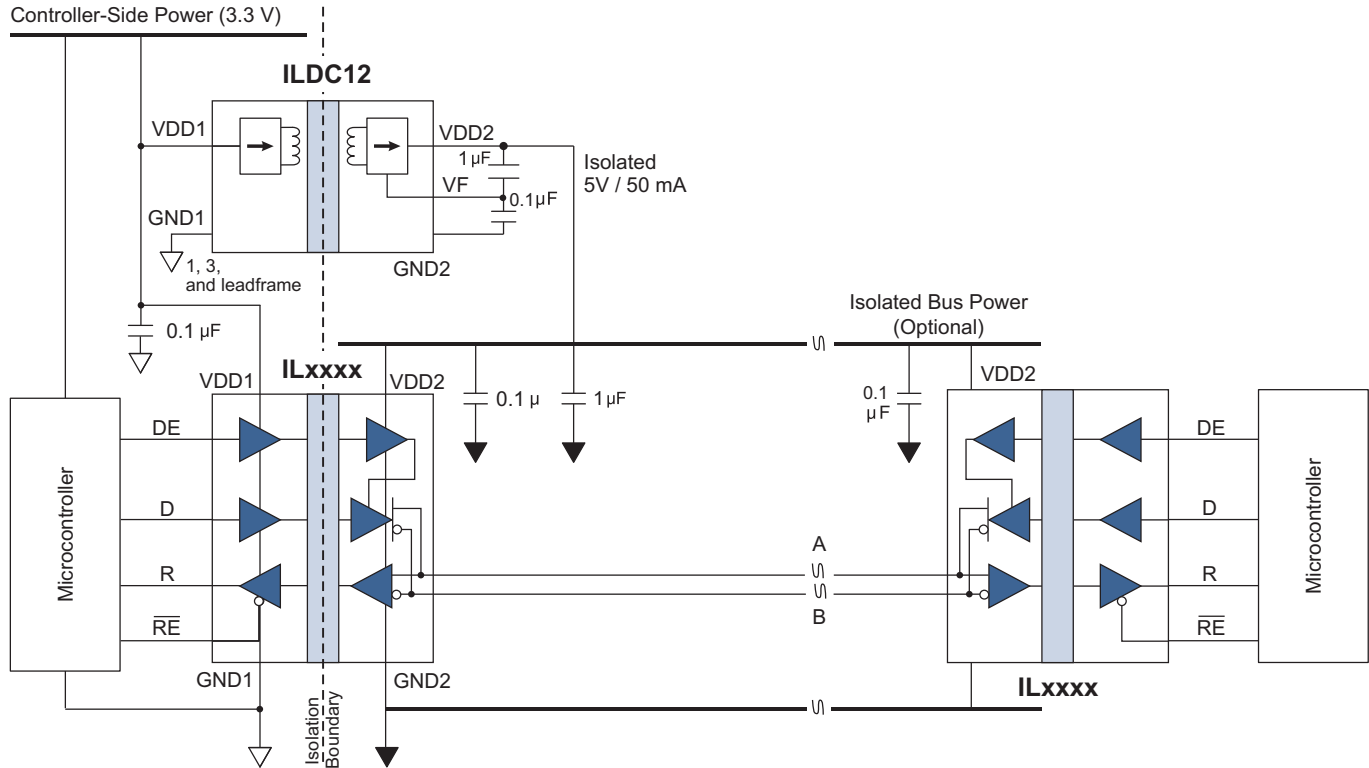 Controller-Side Power (3.3 V)
ILDC12
VDD1
VDD2
1 µF
VF
0.1 µF
Isolated
5V / 50 mA
GND1
1, 3,
and leadframe
GND2
0.1 µF
Isolated Bus Power
(Optional)
ILxxxx
VDD1
VDD2
0.1 µ
1 µF
0.1
µF
VDD2
Microcontroller
DE
D
R
RE
A
B
DE
D
R
RE
Microcontroller
GND1
GND2
Isolation
Boundary
ILxxxx